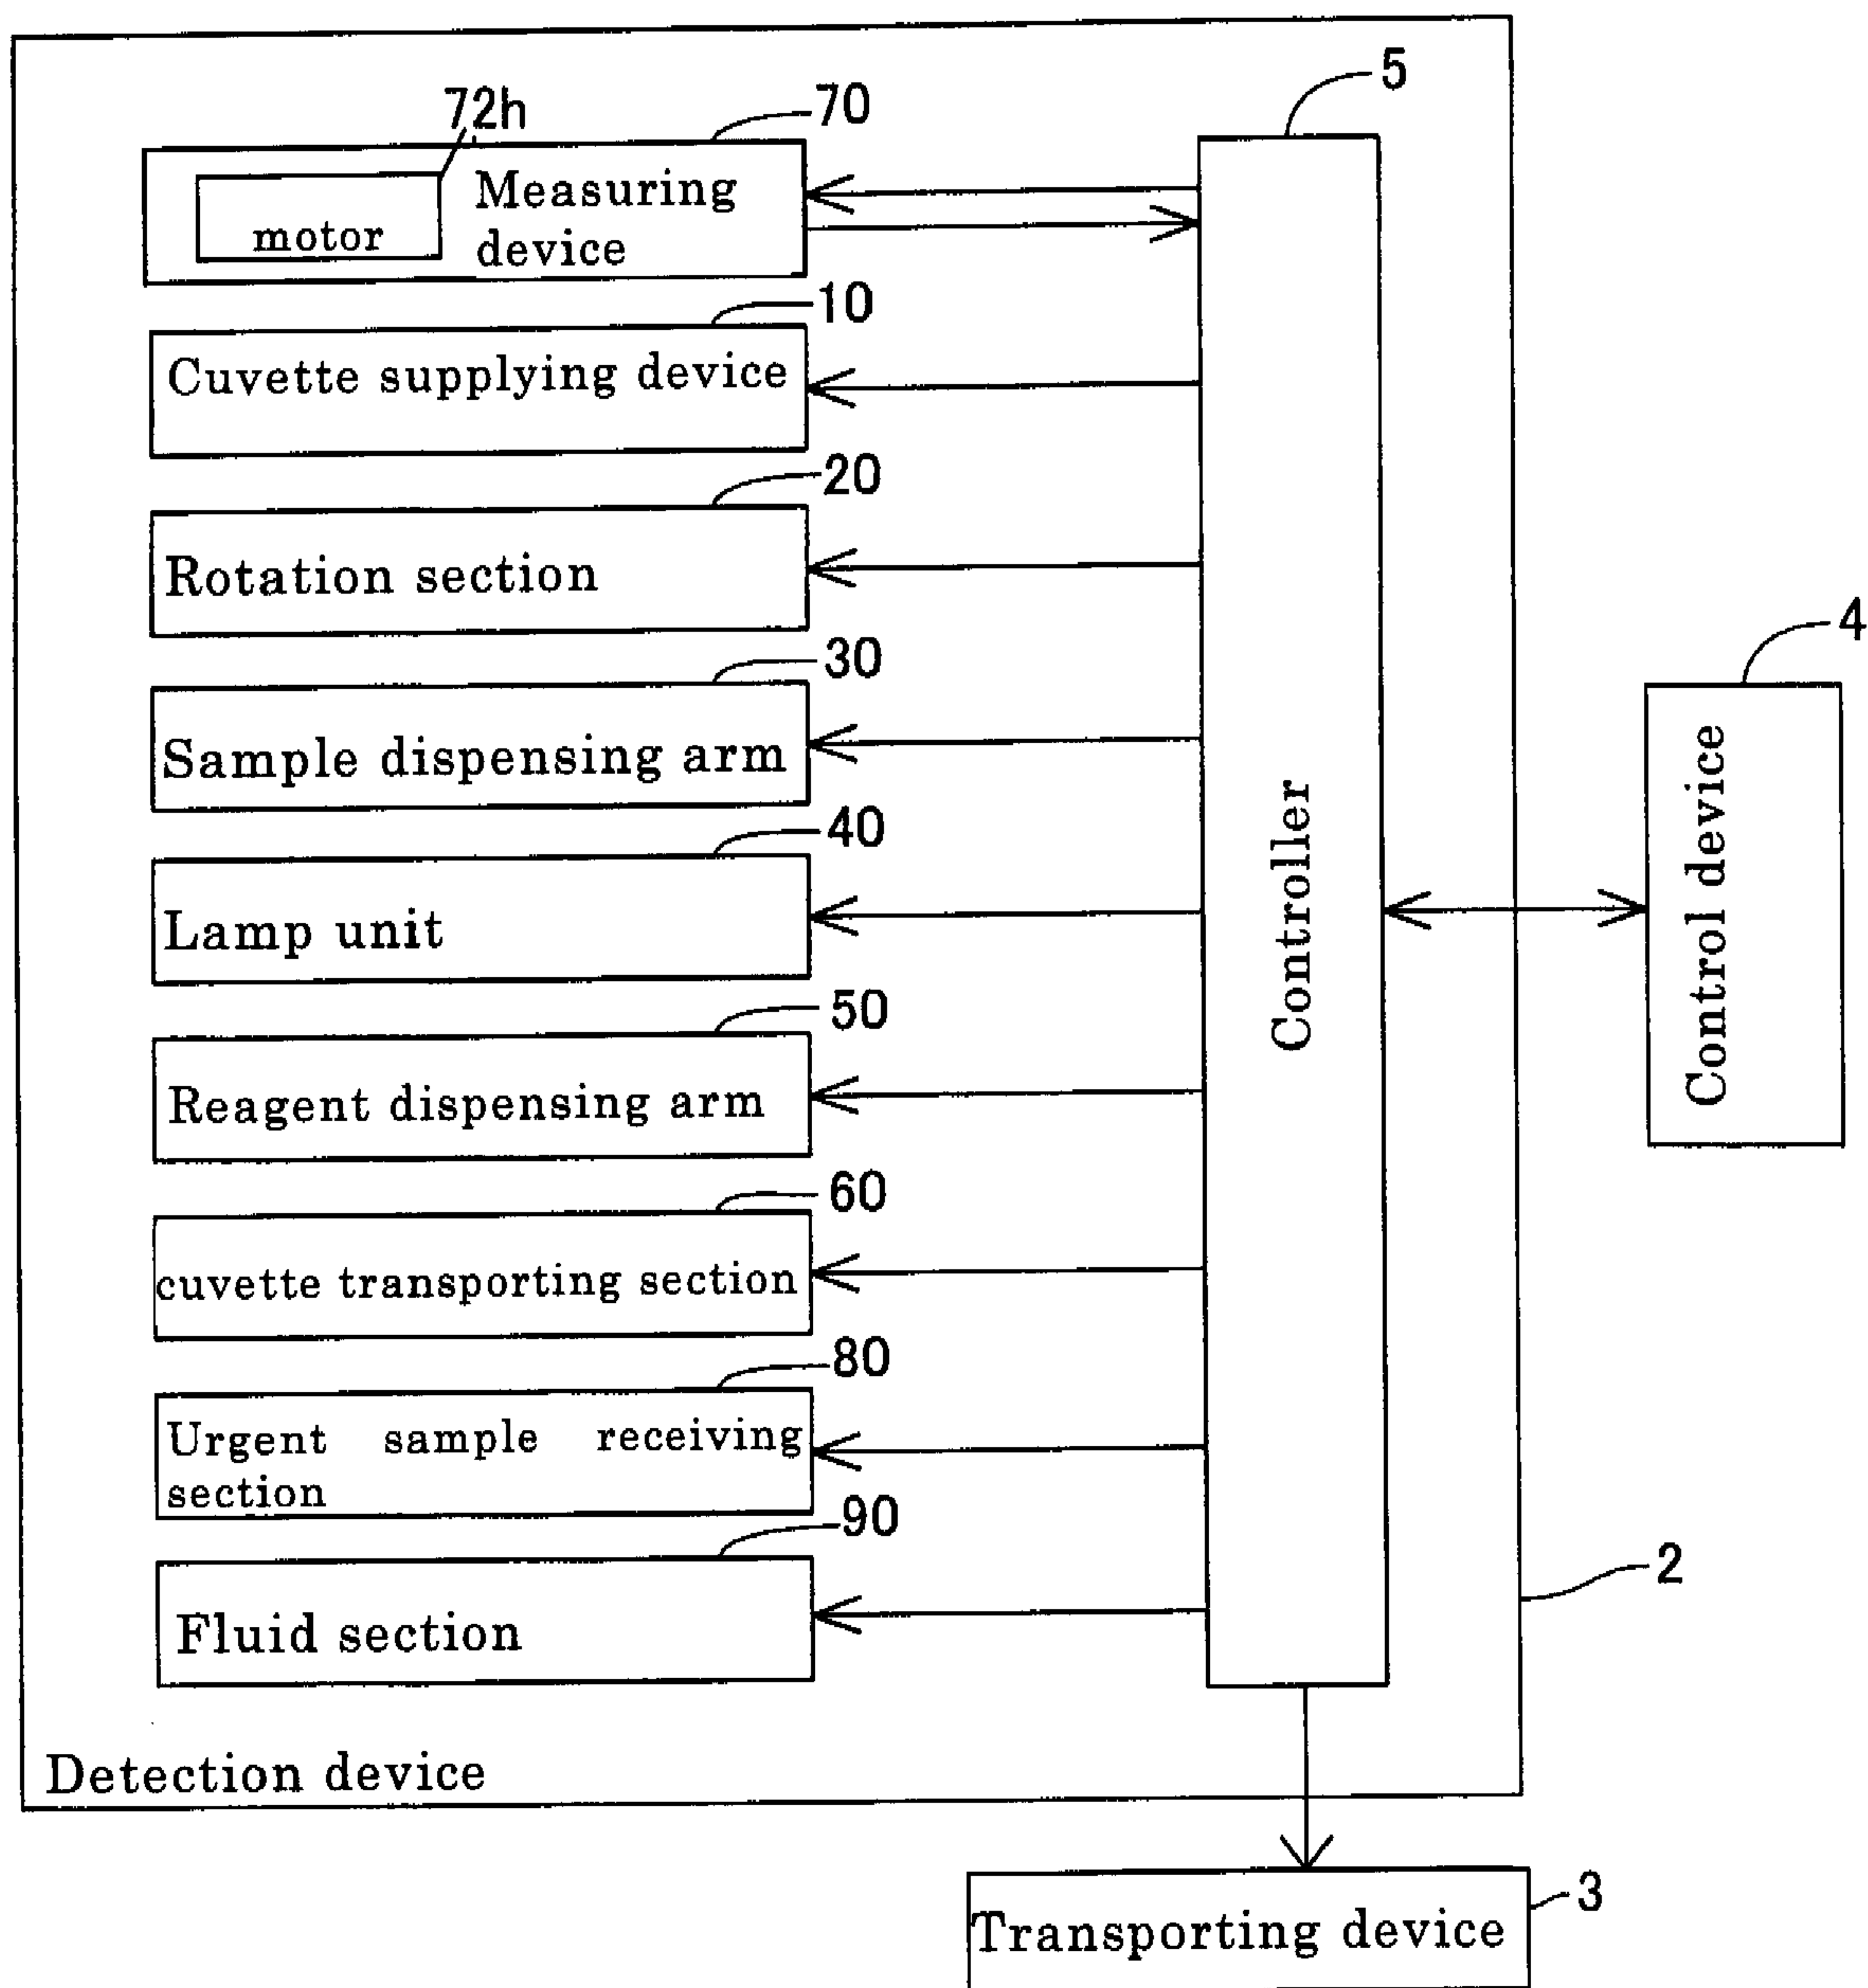 5
72h
70
Measuring
motor
device
10
Cuvette supplying device
20
Rotation section
30
Sample dispensing arm
40
Lamp unit
50
Reagent dispensing arm
60
cuvette transporting section
80
Urgent sample receiving
section
90
Fluid section
Controller
4
Control device
2
Detection device
3
Transporting device